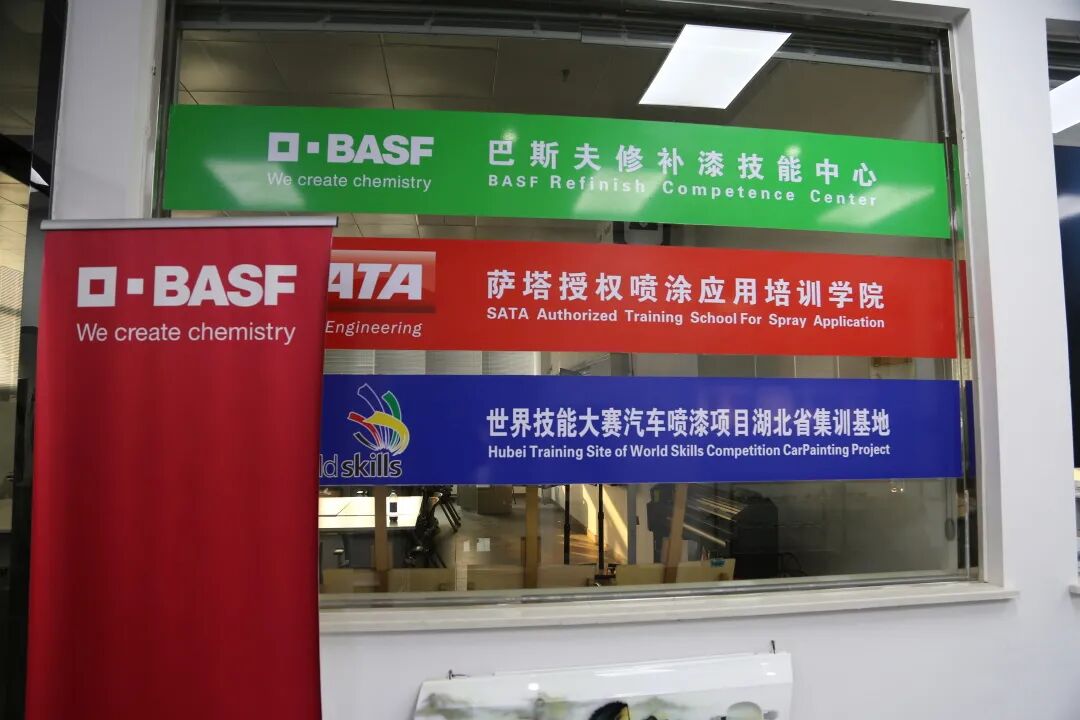 BASF
We create chemistry
巴斯夫修补漆技能中心
BASF Refinish Competence Center
BASF
We create chemistry
ATA
Engineering
萨塔授权喷涂应用培训学院
SATA Authorized Training School For Spray Application
ld skills
世界技能大赛汽车喷漆项目湖北省集训基地
Hubei Training Site of World Skills Competition CarPainting Project